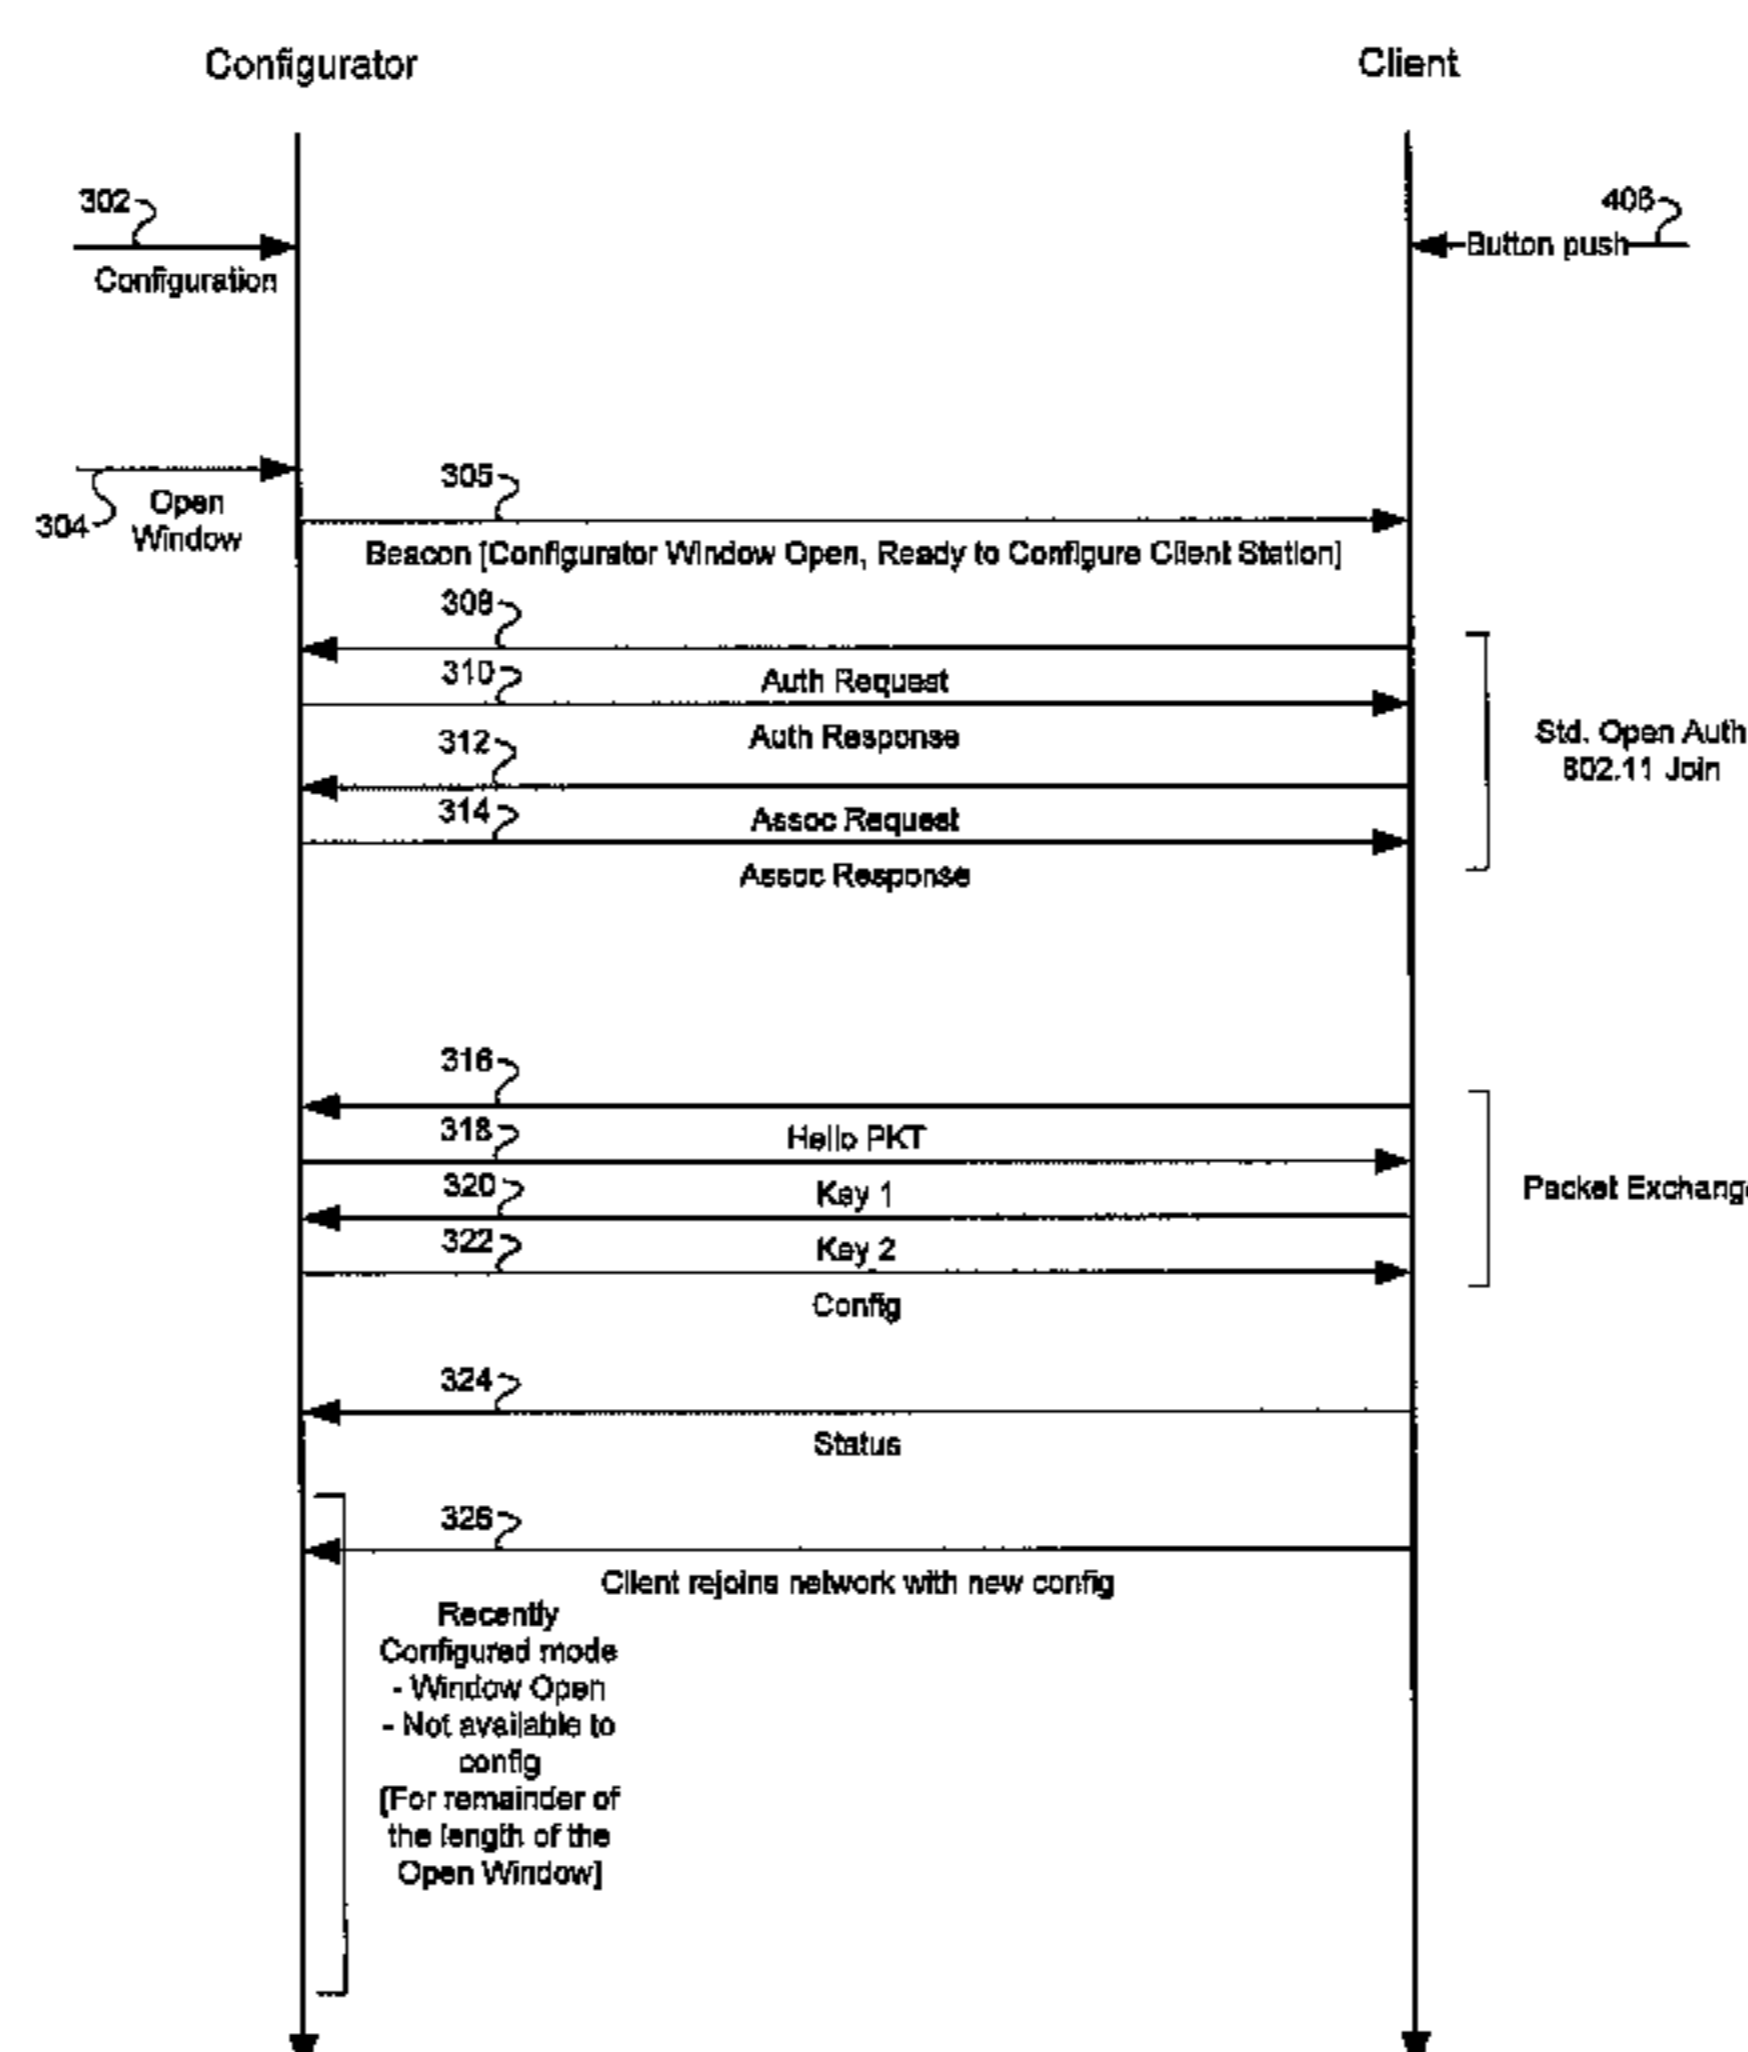 Configurator
Client
302
Configuration
406
Button push
304
Open
Window
305
Beacon [Configurator Window Open, Ready to Configure Client Station]
308
Auth Request
310
Auth Response
312
Assoc Request
314
Assoc Response
Std. Open Auth
802.11 Join
316
Hello PKT
318
Key 1
320
Key 2
322
Config
Packet Exchange
324
Status
326
Client rejoins network with new config
Recently
Configured mode
- Window Open
- Not available to
config
[For remainder of
the length of the
Open Window]